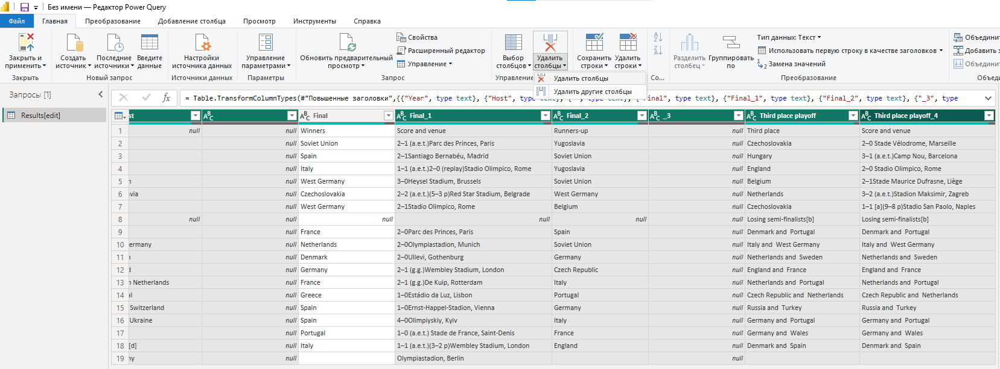 Без имени — Редактор Power Query
Файл Главная Преобразование Добавление столбца Просмотр Инструменты Справка
Закрыть и применить
Закрыть
Создать источник Последние источники Введите данные
Новый запрос
Настройки источника данных
Источники данных
Управление параметрами
Параметры
Обновить предварительный просмотр
Свойства
Расширенный редактор
Управление
Запрос
Выбор столбцов Удалить столбцы
Управление
Удалить столбцы
Удалить другие столбцы
Сохранить строки Удалить строки
Со...
Разделить столбец Группировать по
Тип данных: Текст
Использовать первую строку в качестве заголовков
Замена значений
Преобразование
Объедини
Добавить з
Объедини
Объеди
Запросы [1]
Results[edit]
= Table.TransformColumnTypes(#"Повышенные заголовки",{{"Year", type text}, {"Host", type text}, {"", type text}, {"Final", type text}, {"Final_1", type text}, {"Final_2", type text}, {"_3", type
st Final Final_1 Final_2 _3 Third place playoff Third place playoff_4
1 null null Winners Score and venue Runners-up null Third place Score and venue
2 null Soviet Union 2–1 (a.e.t.)Parc des Princes, Paris Yugoslavia null Czechoslovakia 2–0 Stade Vélodrome, Marseille
3 null Spain 2–1Santiago Bernabéu, Madrid Soviet Union null Hungary 3–1 (a.e.t.)Camp Nou, Barcelona
4 null Italy 1–1 (a.e.t.)2–0 (replay)Stadio Olimpico, Rome Yugoslavia null England 2–0 Stadio Olimpico, Rome
5 null West Germany 3–0Heysel Stadium, Brussels Soviet Union null Belgium 2–1Stade Maurice Dufrasne, Liège
6 via null Czechoslovakia 2–2 (a.e.t.)(5–3 p)Red Star Stadium, Belgrade West Germany null Netherlands 3–2 (a.e.t.)Stadion Maksimir, Zagreb
7 null West Germany 2–1Stadio Olimpico, Rome Belgium null Czechoslovakia 1–1 [a](9–8 p)Stadio San Paolo, Naples
8 null null null null null null Losing semi-finalists[b] Losing semi-finalists[b]
9 null France 2–0Parc des Princes, Paris Spain null Denmark and Portugal Denmark and Portugal
10 ermany null Netherlands 2–0Olympiastadion, Munich Soviet Union null Italy and West Germany Italy and West Germany
11 null Denmark 2–0Ullevi, Gothenburg Germany null Netherlands and Sweden Netherlands and Sweden
12 null Germany 2–1 (g.g.)Wembley Stadium, London Czech Republic null England and France England and France
13 Netherlands null France 2–1 (g.g.)De Kuip, Rotterdam Italy null Netherlands and Portugal Netherlands and Portugal
14 al null Greece 1–0Estádio da Luz, Lisbon Portugal null Czech Republic and Netherlands Czech Republic and Netherlands
15 Switzerland null Spain 1–0Ernst-Happel-Stadion, Vienna Germany null Russia and Turkey Russia and Turkey
16 Ukraine null Spain 4–0Olimpiyskiy, Kyiv Italy null Germany and Portugal Germany and Portugal
17 null Portugal 1–0 (a.e.t.) Stade de France, Saint-Denis France null Germany and Wales Germany and Wales
18 [d] null Italy 1–1 (a.e.t.)(3–2 p)Wembley Stadium, London England null Denmark and Spain Denmark and Spain
19 ny null Olympiastadion, Berlin null